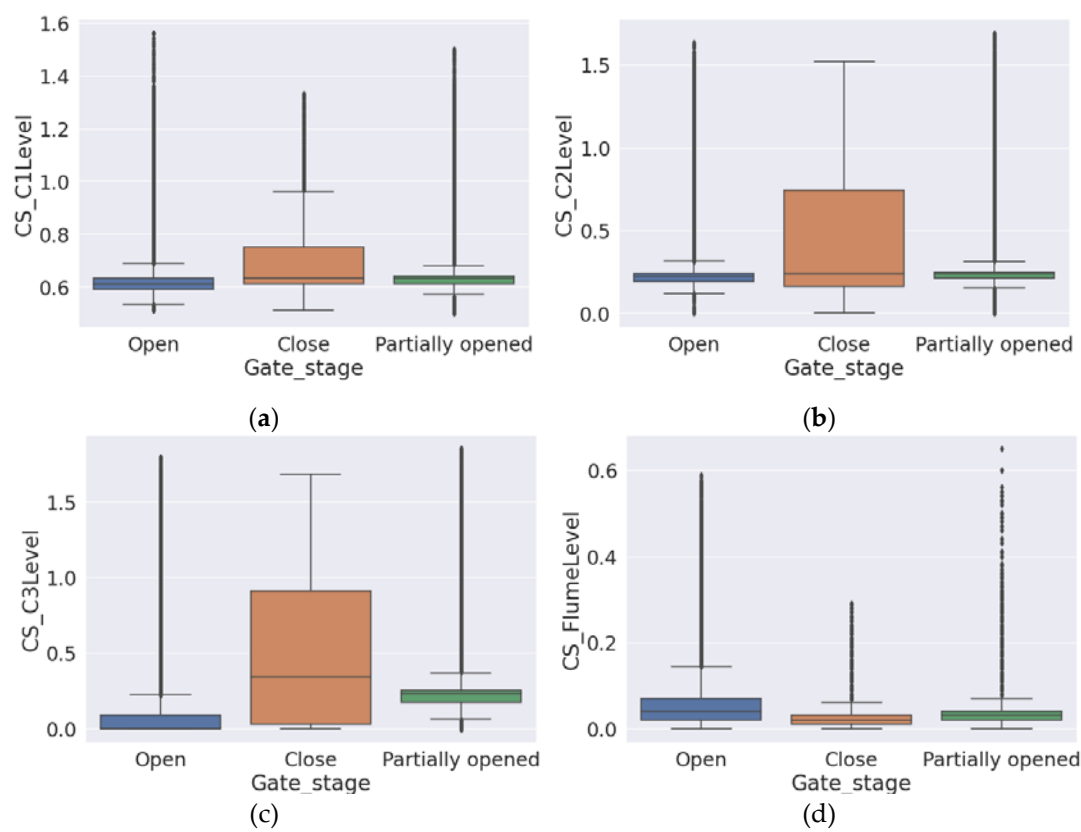 1.6
1.4
1.2
1.0
0.8
0.6
CS_C1Level
Open Close Partially opened
Gate_stage
(a)
1.5
1.0
0.5
0.0
CS_C2Level
Open Close Partially opened
Gate_stage
(b)
1.5
1.0
0.5
0.0
CS_C3Level
Open Close Partially opened
Gate_stage
(c)
0.6
0.4
0.2
0.0
CS_FlumeLevel
Open Close Partially opened
Gate_stage
(d)